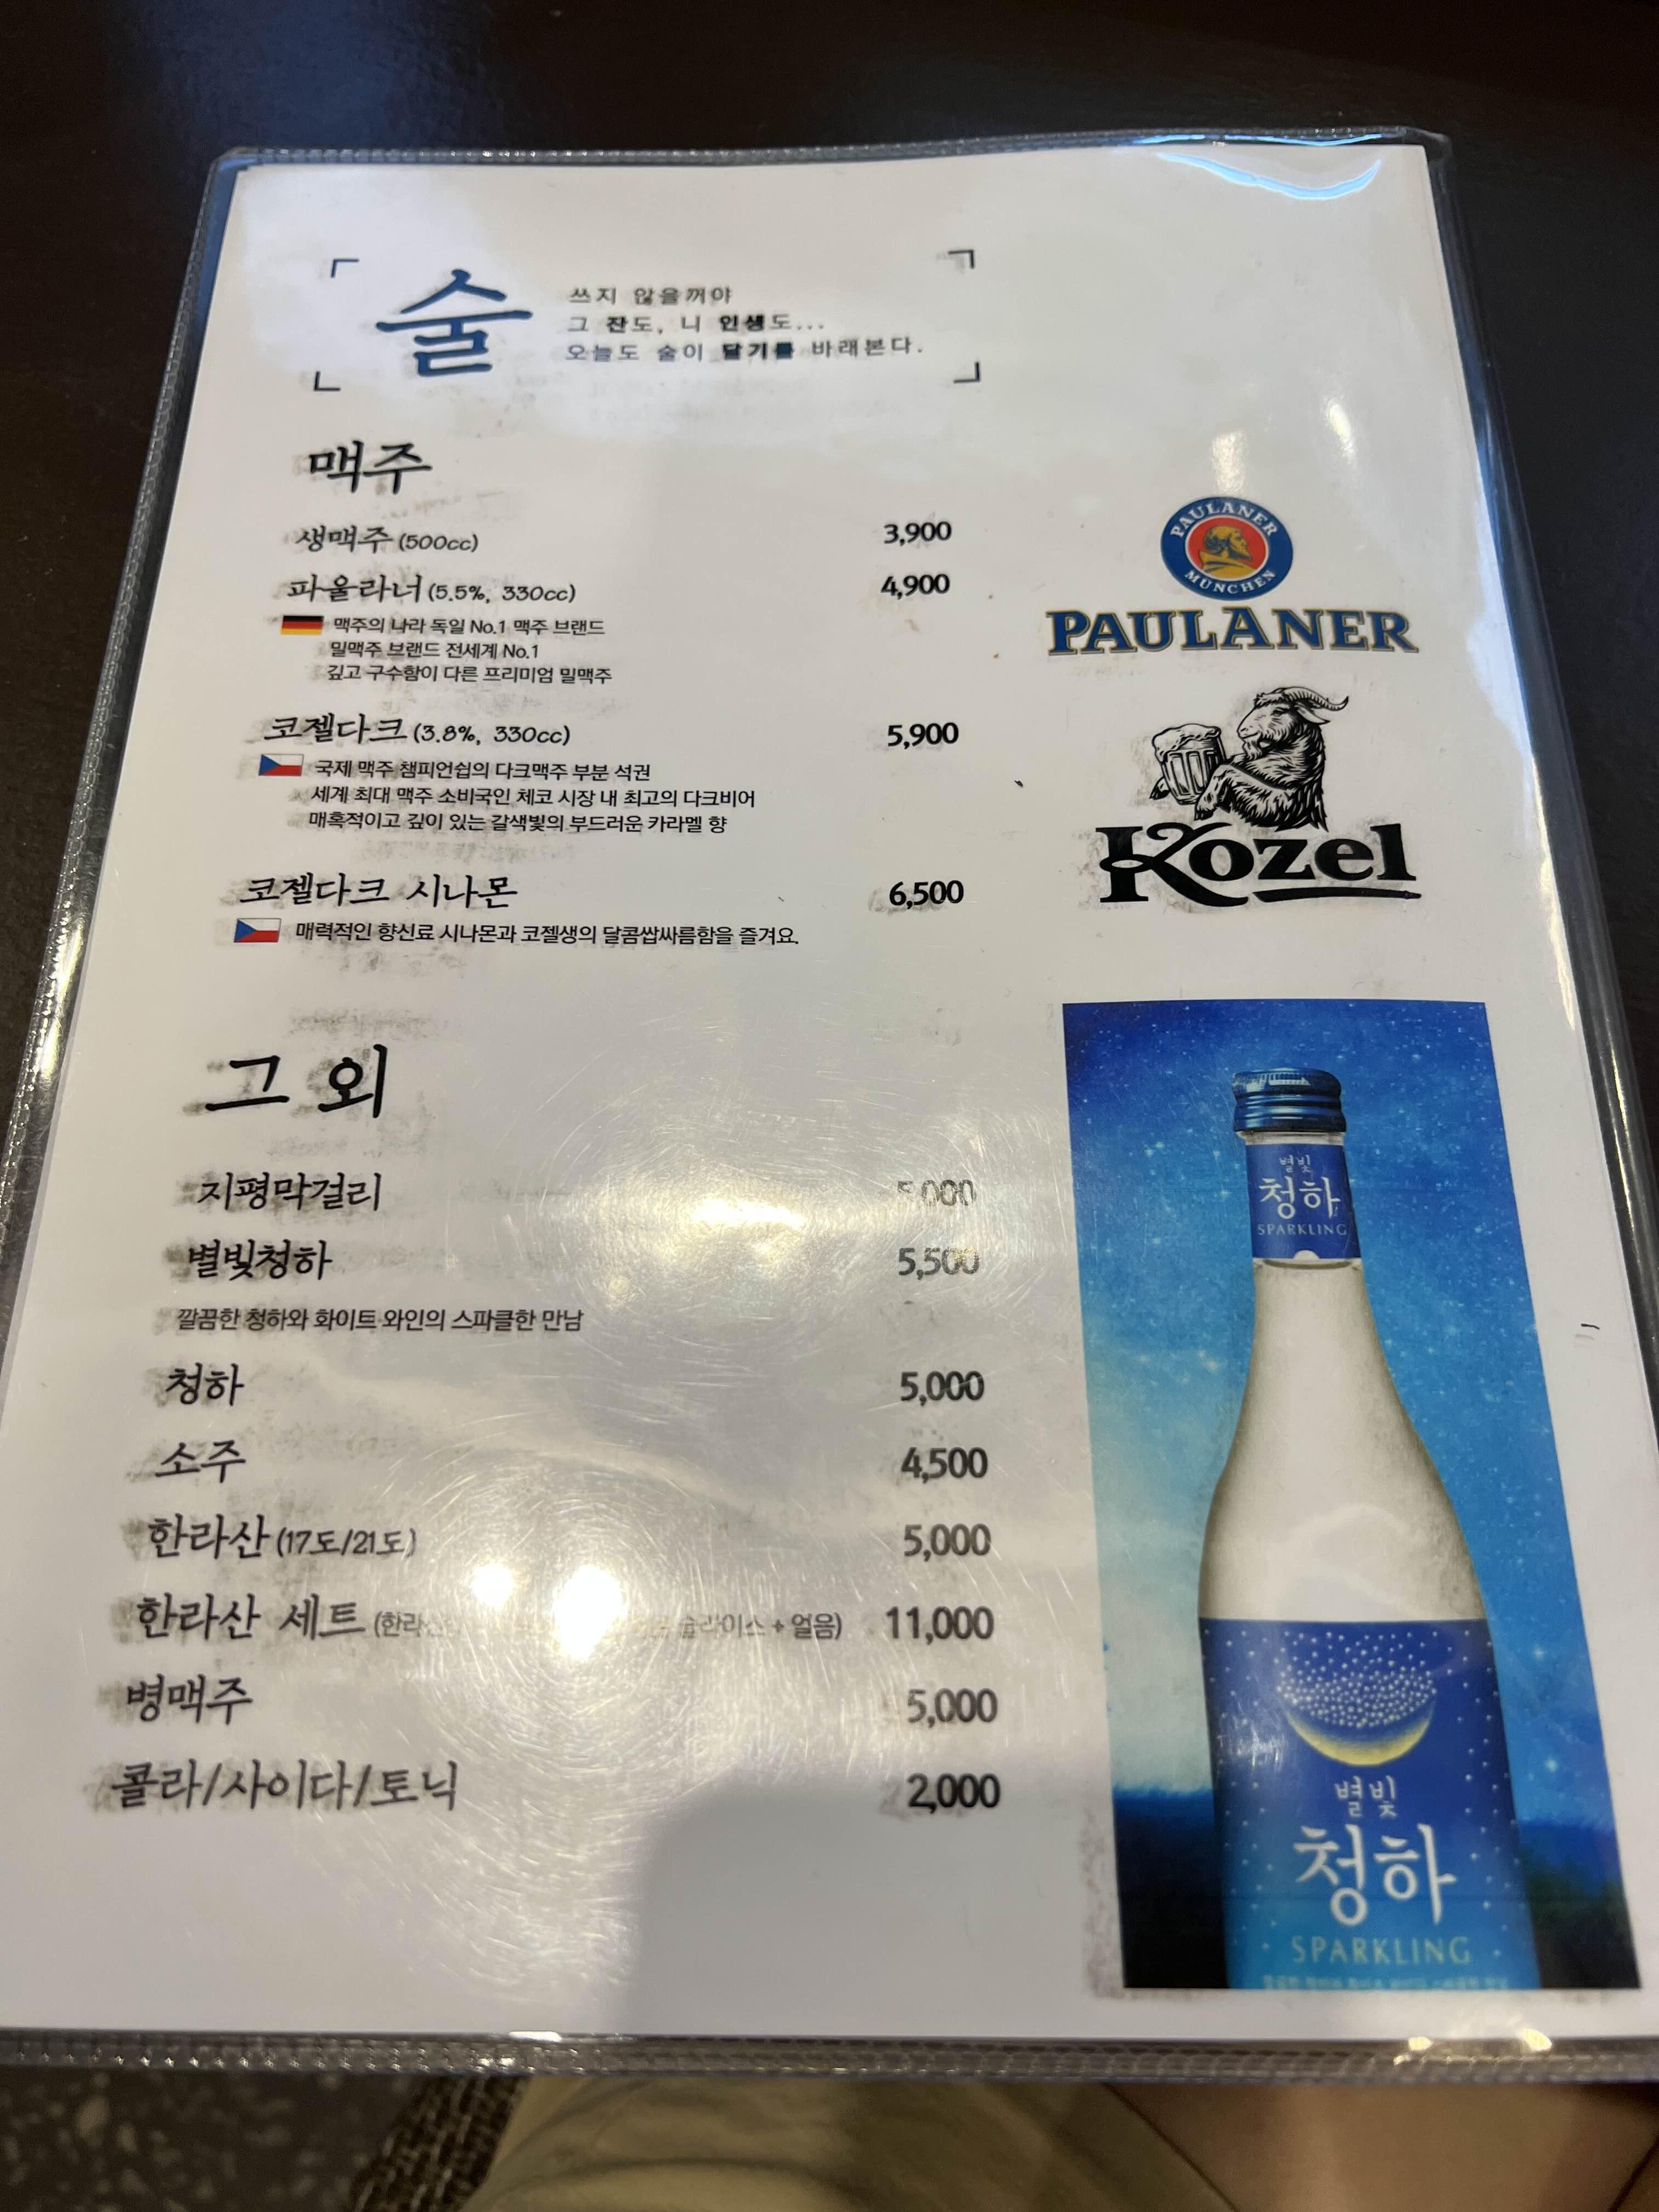 술
쓰지 않을꺼야
그 잔도, 니 인생도...
오늘도 술이 달기를 바래본다.
맥주
생맥주 (500cc) 3,900
파울라너 (5.5%, 330cc) 4,900
맥주의 나라 독일 No.1 맥주 브랜드
밀맥주 브랜드 전세계 No.1
깊고 구수함이 다른 프리미엄 밀맥주
코젤다크 (3.8%, 330cc) 5,900
국제 맥주 챔피언쉽의 다크맥주 부분 석권
세계 최대 맥주 소비국인 체코 시장 내 최고의 다크비어
매혹적이고 깊이 있는 갈색빛의 부드러운 카라멜 향
코젤다크 시나몬 6,500
매력적인 향신료 시나몬과 코젤생의 달콤쌉싸름함을 즐겨요.
PAULANER
MÜNCHEN
PAULANER
Kozel
그 외
지평막걸리 5,000
별빛청하 5,500
깔끔한 청하와 화이트 와인의 스파클한 만남
청하 5,000
소주 4,500
한라산 (17도/21도) 5,000
한라산 세트 슬라이스 + 얼음) 11,000
병맥주 5,000
콜라/사이다/토닉 2,000
별빛
청하
SPARKLING
별빛
청하
SPARKLING